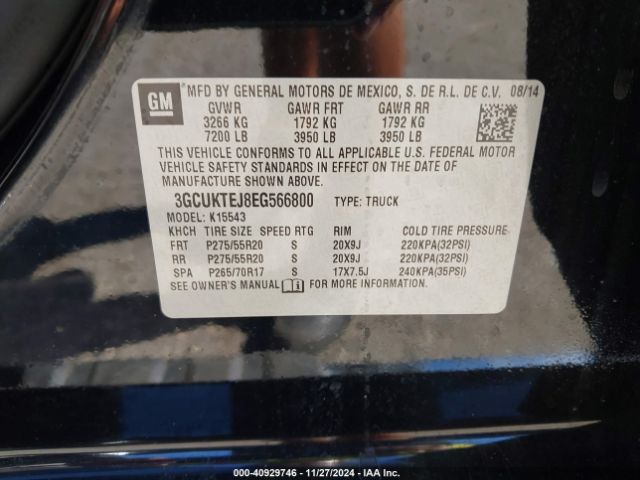 GM
MFD BY GENERAL MOTORS DE MEXICO, S. DE R.L. DE C.V. 08/14
GVWR GAWR FRT GAWR RR
3266 KG 1792 KG 1792 KG
7200 LB 3950 LB 3950 LB
THIS VEHICLE CONFORMS TO ALL APPLICABLE U.S. FEDERAL MOTOR
VEHICLE SAFETY STANDARDS IN EFFECT ON THE DATE OF
MANUFACTURE SHOWN ABOVE.
3GCUKTEJ8EG566800 TYPE: TRUCK
MODEL: K15543
KHCH TIRE SIZE SPEED RTG RIM COLD TIRE PRESSURE
FRT P275/55R20 S 20X9J 220KPA(32PSI)
RR P275/55R20 S 20X9J 220KPA(32PSI)
SPA P265/70R17 S 17X7.5J 240KPA(35PSI)
SEE OWNER'S MANUAL FOR MORE INFORMATION.
000-40929746 - 11/27/2024 - IAA Inc.